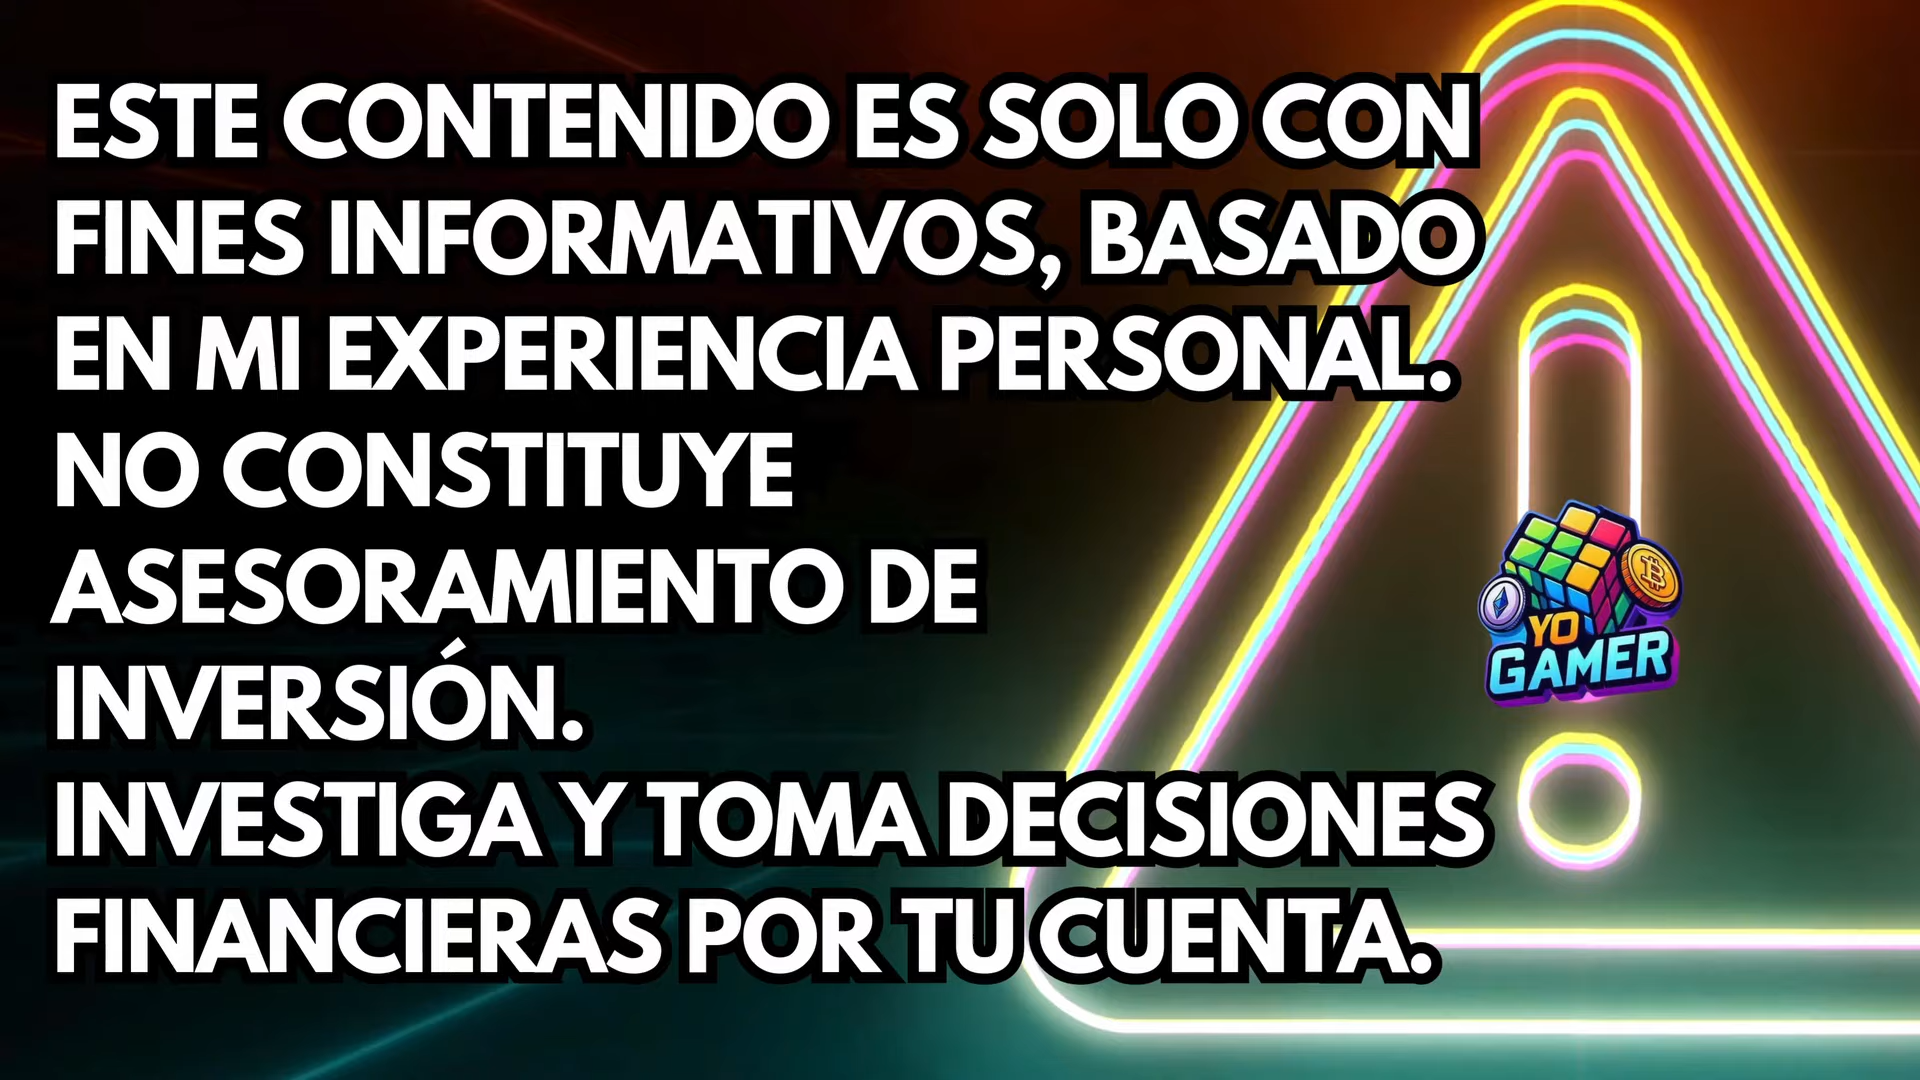 ESTE CONTENIDO ES SOLO CON
FINES INFORMATIVOS, BASADO
EN MI EXPERIENCIA PERSONAL.
NO CONSTITUYE
ASESORAMIENTO DE
INVERSIÓN.
INVESTIGA Y TOMA DECISIONES
FINANCIERAS POR TU CUENTA.
YO
GAMER